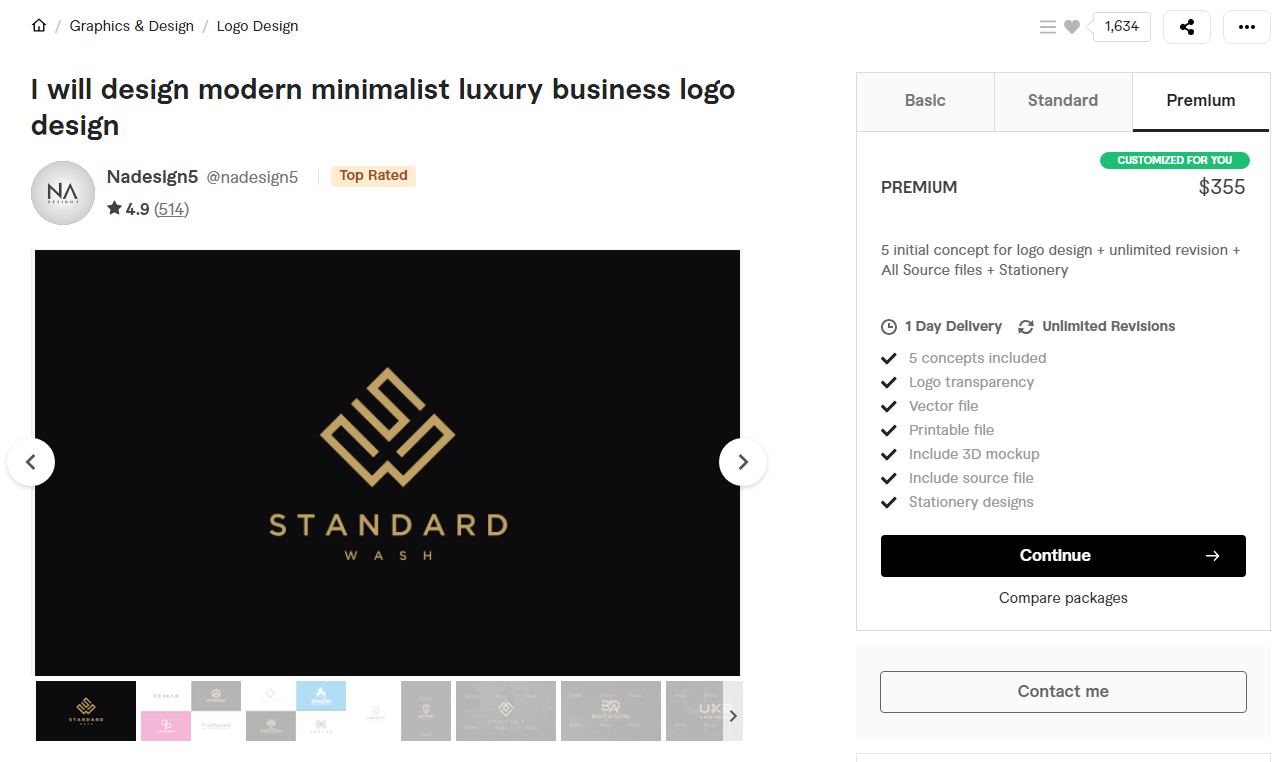 / Graphics & Design / Logo Design
1,634
I will design modern minimalist luxury business logo
design
NA
DESIGNS
Nadesign5 @nadesign5
Top Rated
4.9 (514)
STANDARD
WASH
STANDARD
WASH
BOLT DIGITAL
Basic
Standard
Premium
CUSTOMIZED FOR YOU
PREMIUM
$355
5 initial concept for logo design + unlimited revision +
All Source files + Stationery
1 Day Delivery
Unlimited Revisions
5 concepts included
Logo transparency
Vector file
Printable file
Include 3D mockup
Include source file
Stationery designs
Continue
Compare packages
Contact me